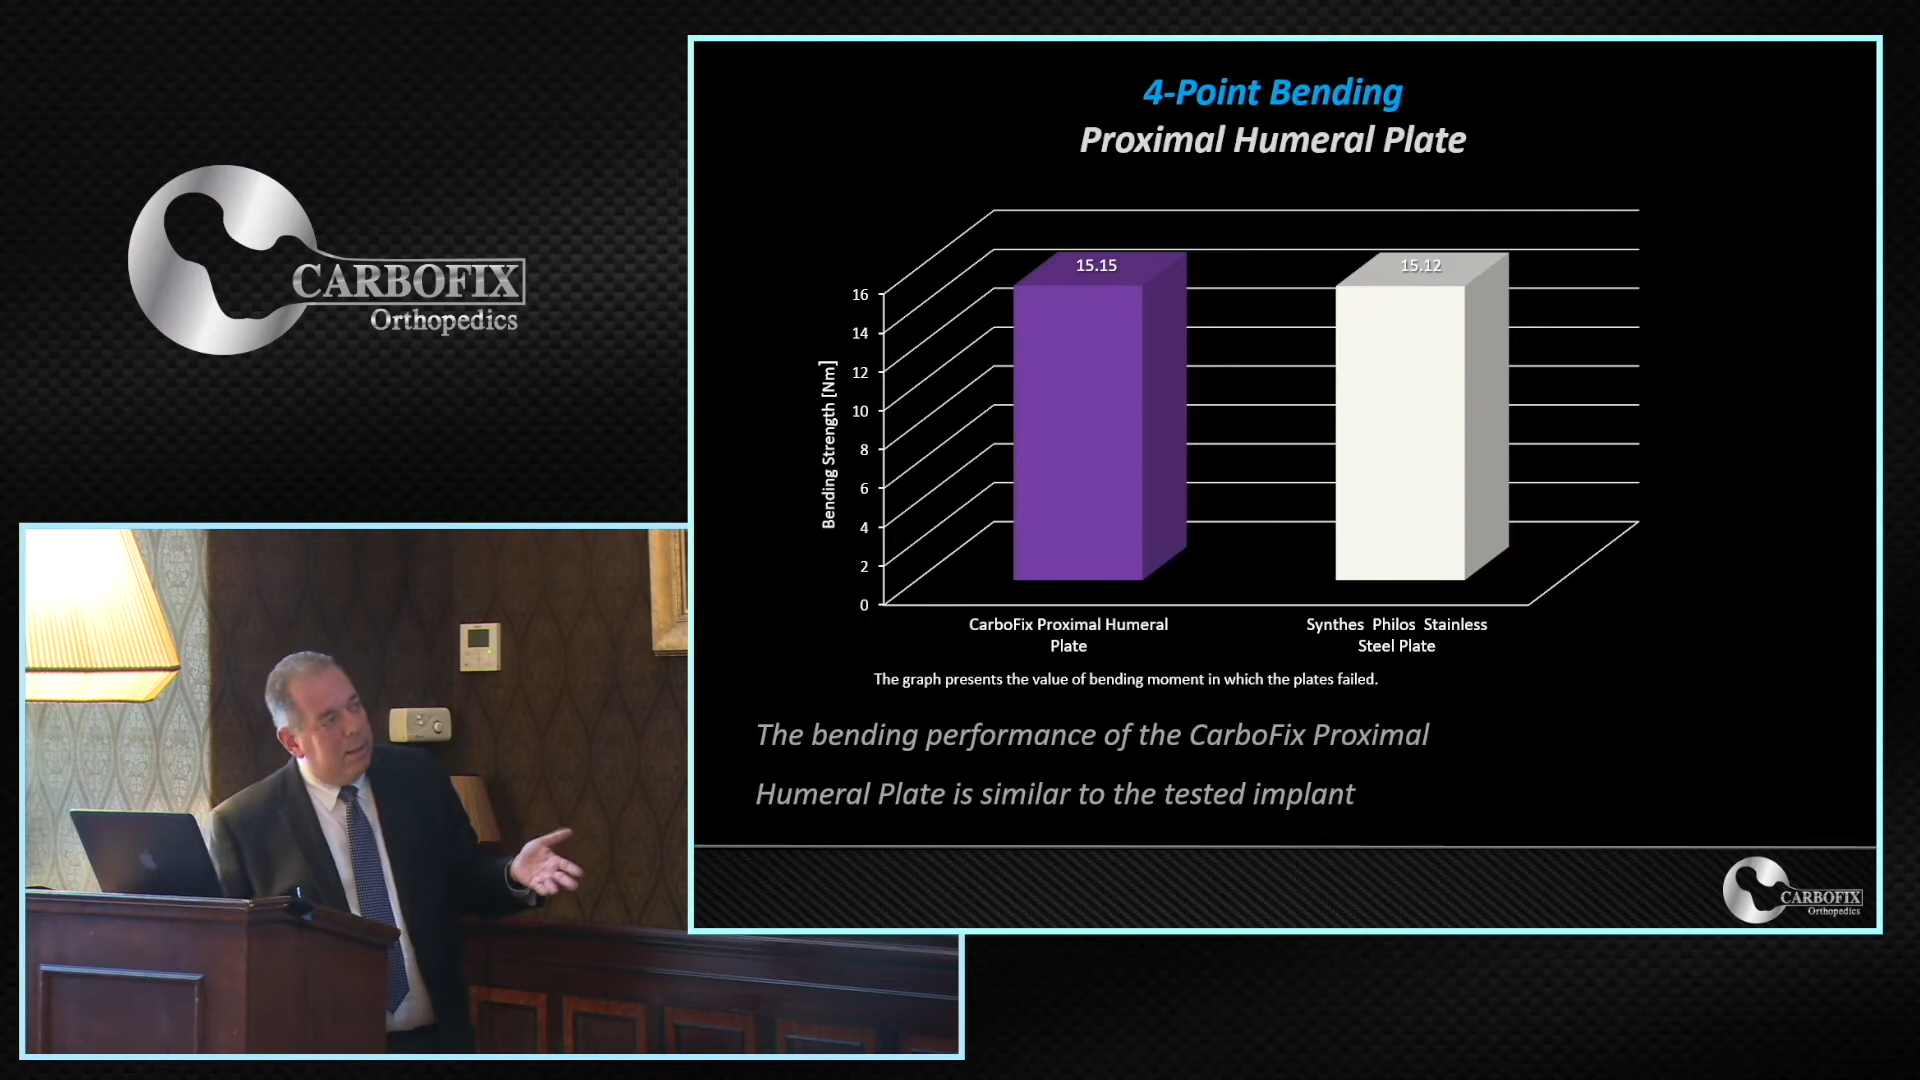 CARBOFIX
Orthopedics
4-Point Bending
Proximal Humeral Plate
15.15
15.12
16
14
12
10
8
6
4
2
0
Bending Strength [Nm]
CarboFix Proximal Humeral
Plate
Synthes Philos Stainless
Steel Plate
The graph presents the value of bending moment in which the plates failed.
The bending performance of the CarboFix Proximal
Humeral Plate is similar to the tested implant
CARBOFIX
Orthopedics